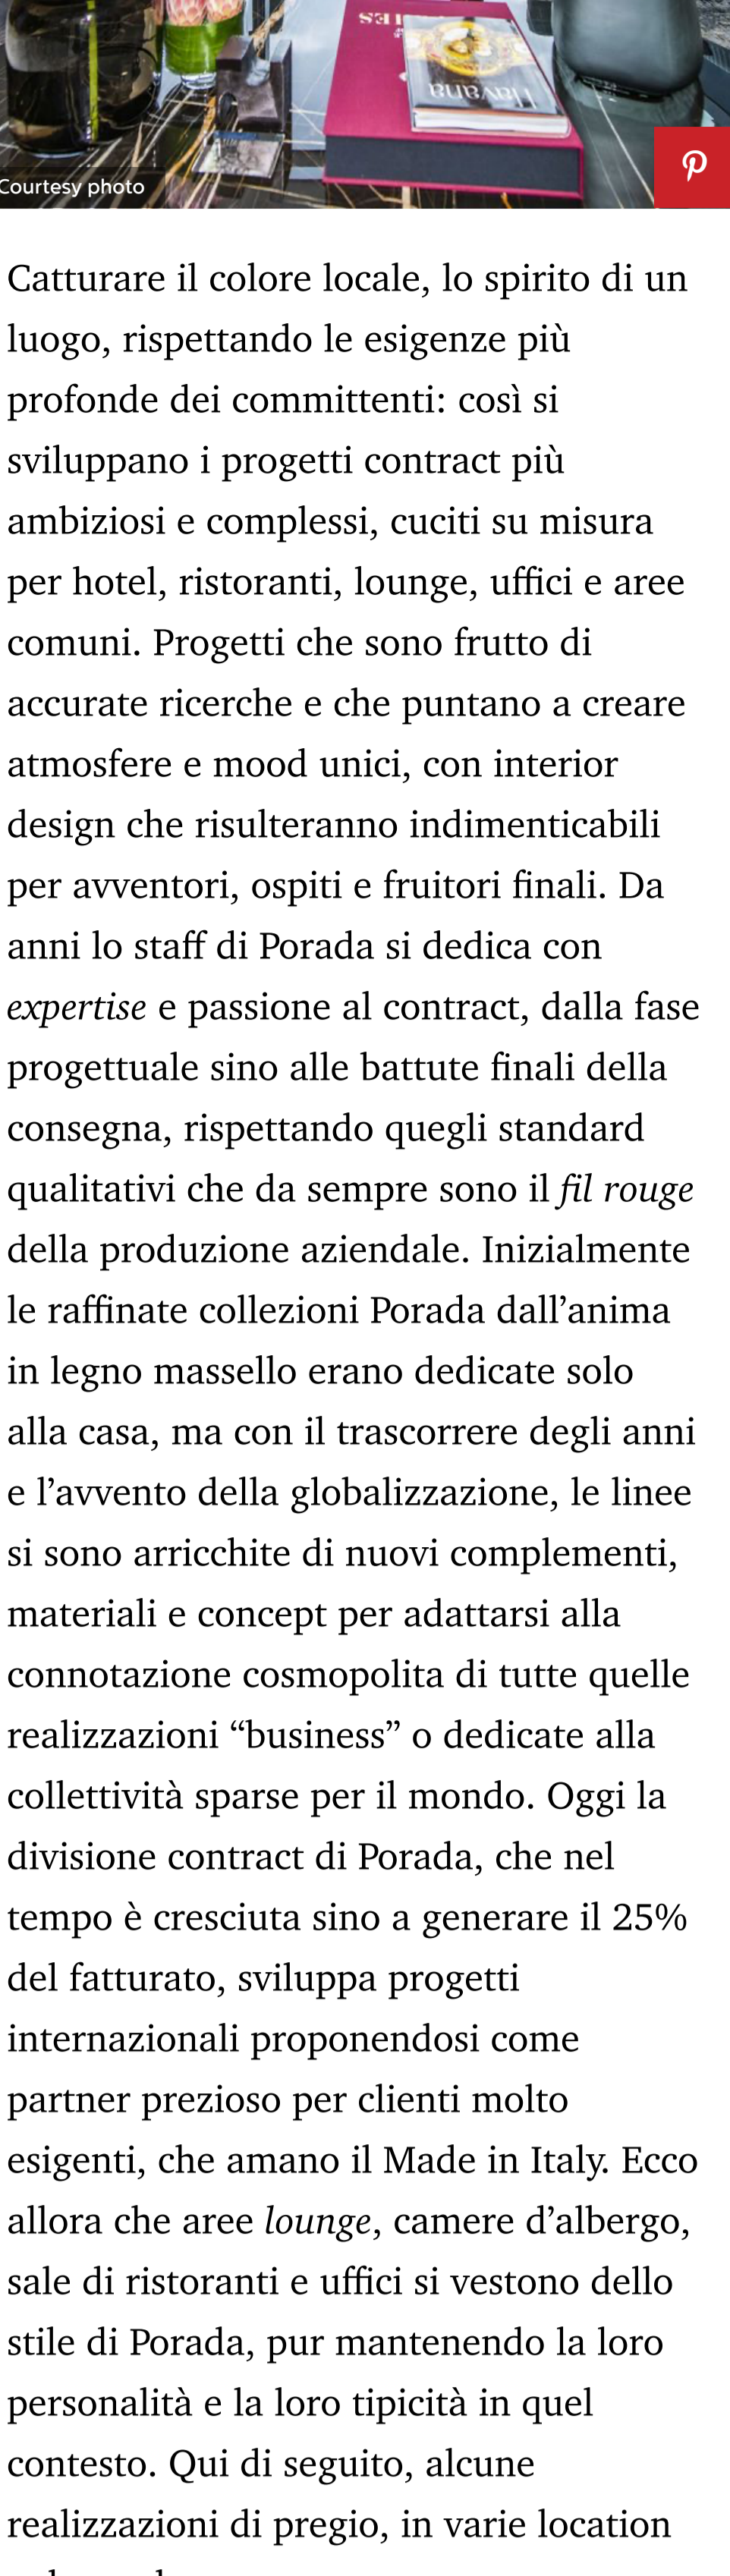 Havana
Courtesy photo
Catturare il colore locale, lo spirito di un
luogo, rispettando le esigenze più
profonde dei committenti: così si
sviluppano i progetti contract più
ambiziosi e complessi, cuciti su misura
per hotel, ristoranti, lounge, uffici e aree
comuni. Progetti che sono frutto di
accurate ricerche e che puntano a creare
atmosfere e mood unici, con interior
design che risulteranno indimenticabili
per avventori, ospiti e fruitori finali. Da
anni lo staff di Porada si dedica con
expertise e passione al contract, dalla fase
progettuale sino alle battute finali della
consegna, rispettando quegli standard
qualitativi che da sempre sono il fil rouge
della produzione aziendale. Inizialmente
le raffinate collezioni Porada dall’anima
in legno massello erano dedicate solo
alla casa, ma con il trascorrere degli anni
e l’avvento della globalizzazione, le linee
si sono arricchite di nuovi complementi,
materiali e concept per adattarsi alla
connotazione cosmopolita di tutte quelle
realizzazioni “business” o dedicate alla
collettività sparse per il mondo. Oggi la
divisione contract di Porada, che nel
tempo è cresciuta sino a generare il 25%
del fatturato, sviluppa progetti
internazionali proponendosi come
partner prezioso per clienti molto
esigenti, che amano il Made in Italy. Ecco
allora che aree lounge, camere d’albergo,
sale di ristoranti e uffici si vestono dello
stile di Porada, pur mantenendo la loro
personalità e la loro tipicità in quel
contesto. Qui di seguito, alcune
realizzazioni di pregio, in varie location